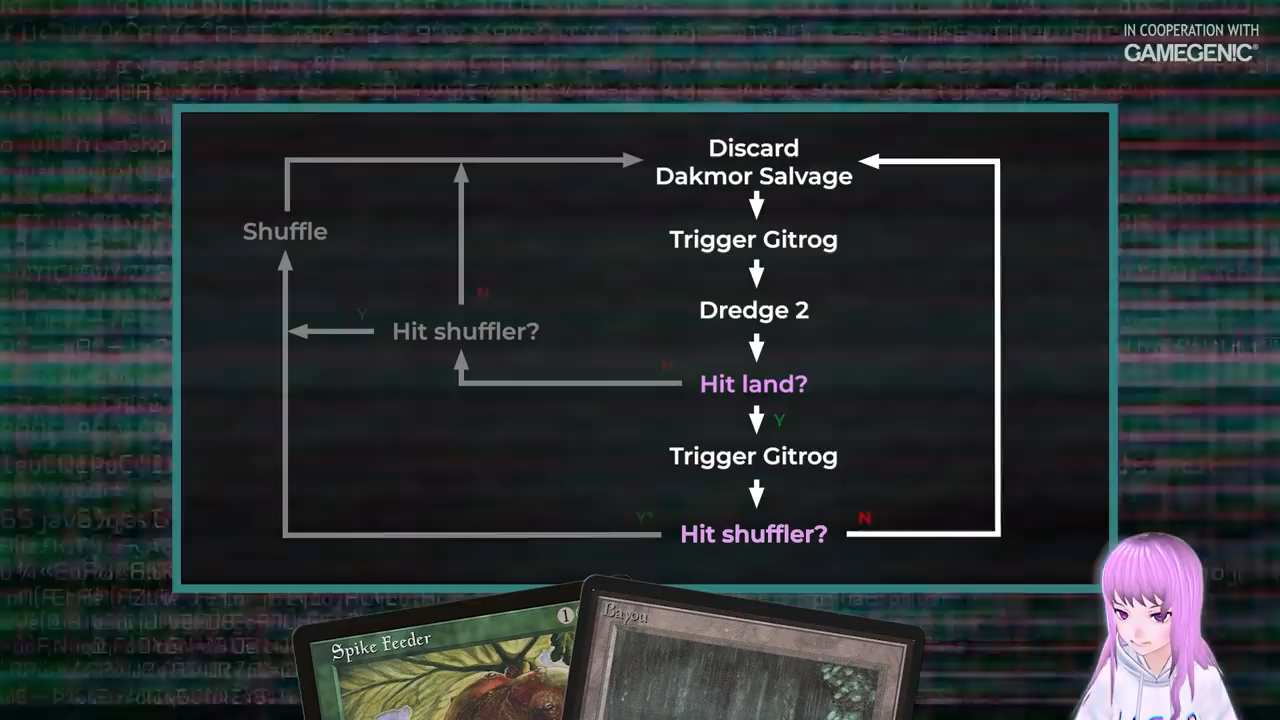 IN COOPERATION WITH
GAMEGEN!C®
Discard
Dakmor Salvage
Trigger Gitrog
Shuffle
N
Dredge 2
Y
Hit shuffler?
N
Hit land?
Y
Trigger Gitrog
Y*
Hit shuffler?
N
Spike Feeder
1
Bayou